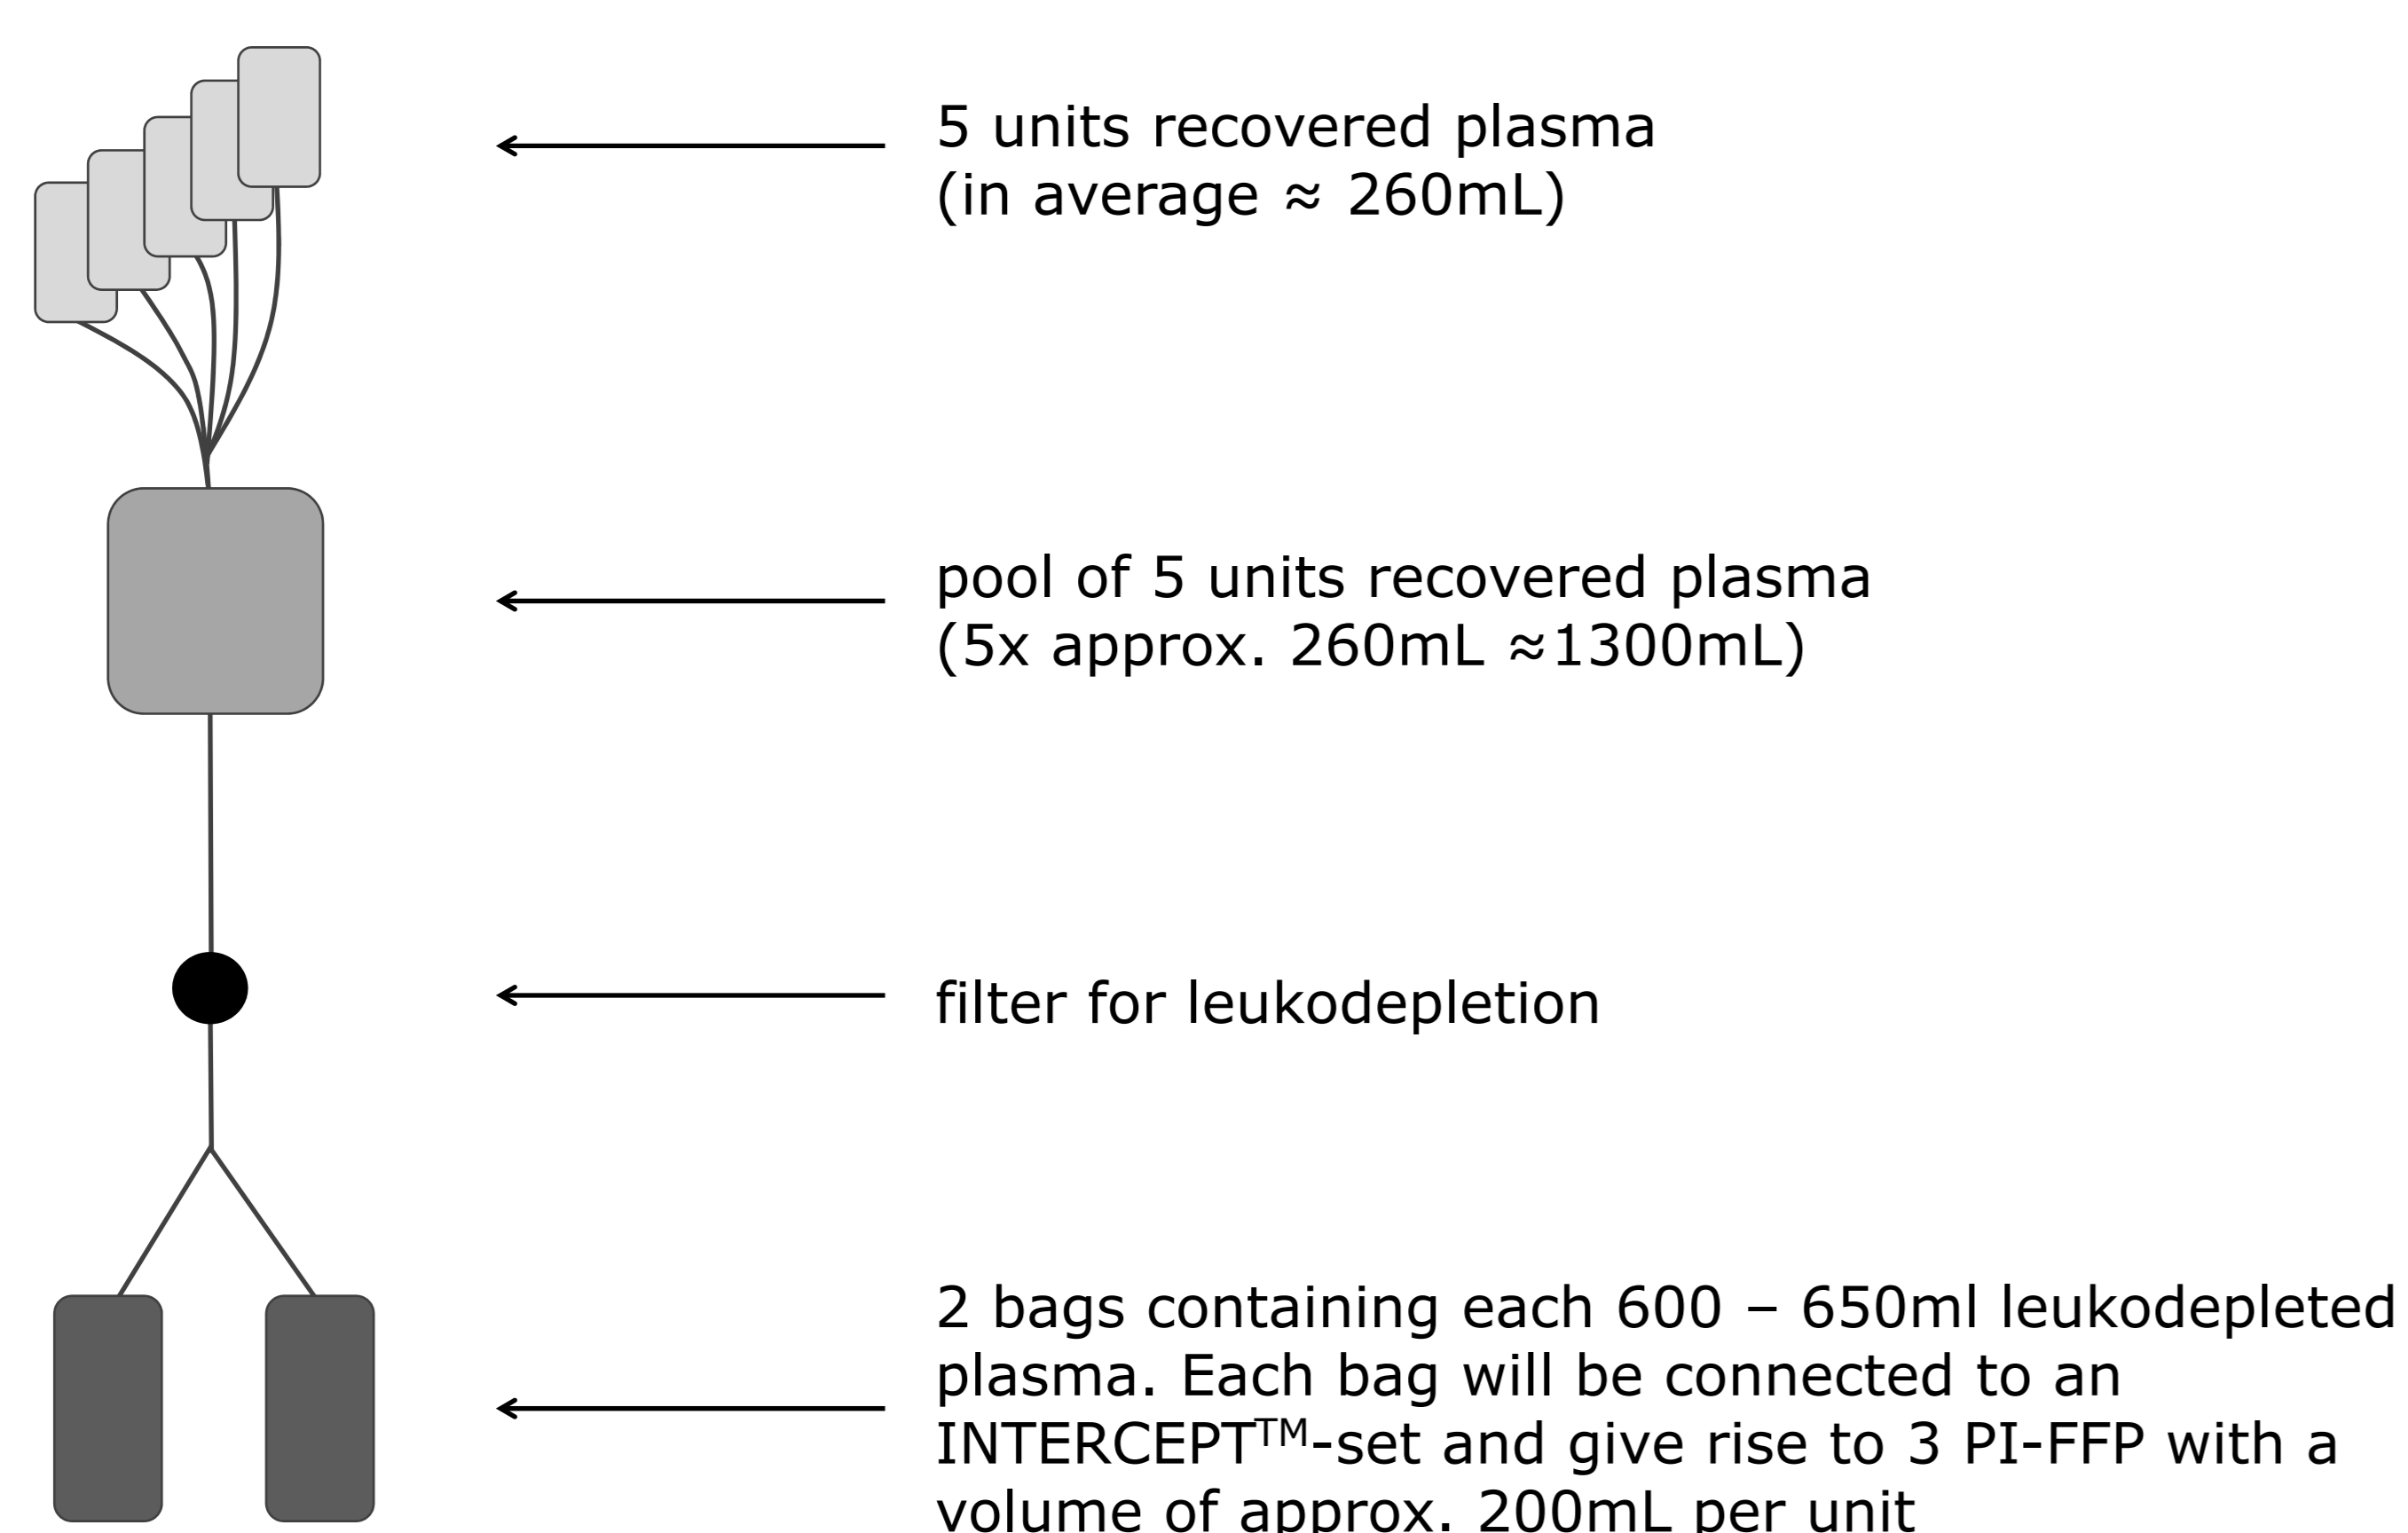 5 units recovered plasma
(in average ≈ 260mL)
pool of 5 units recovered plasma
(5x approx. 260mL ≈1300mL)
filter for leukodepletion
2 bags containing each 600 – 650ml leukodepleted
plasma. Each bag will be connected to an
INTERCEPT™-set and give rise to 3 PI-FFP with a
volume of approx. 200mL per unit